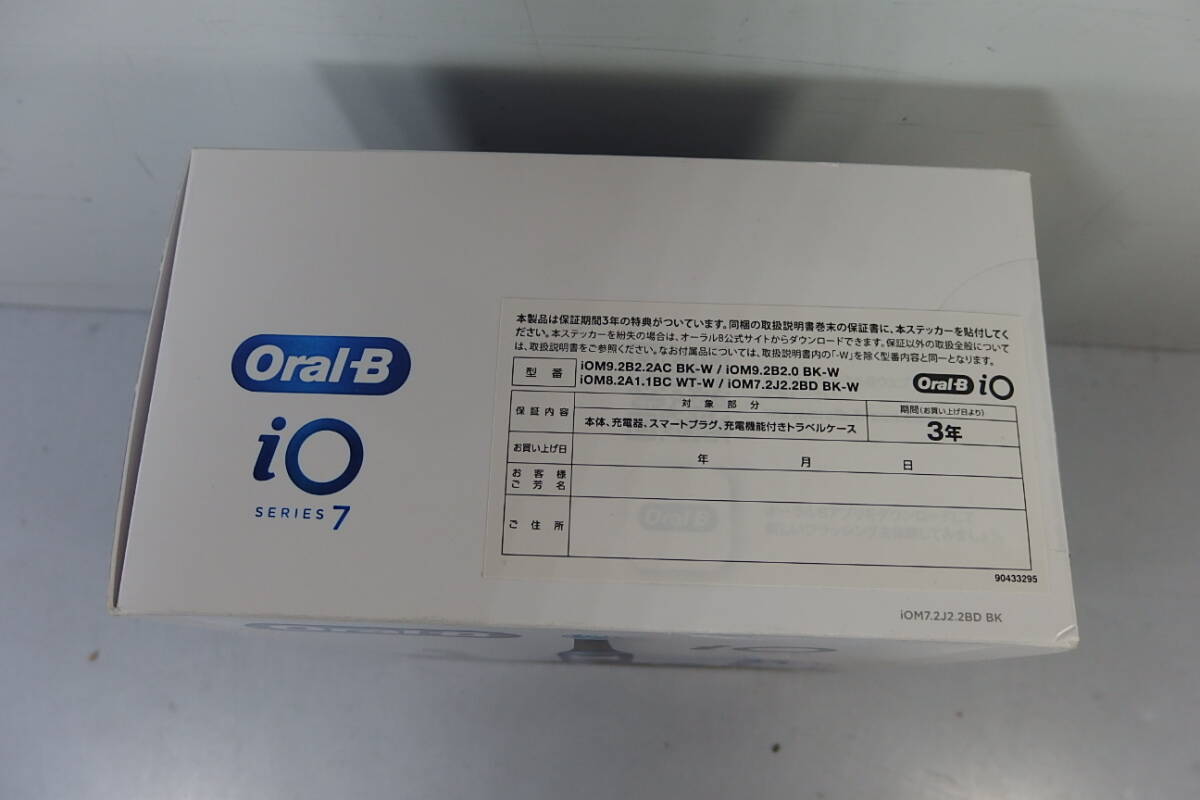 Oral-B
iO
SERIES 7
本製品は保証期間3年の特典がついています。同梱の取扱説明書巻末の保証書に、本ステッカーを貼付してく
ださい。本ステッカーを紛失の場合は、オーラルB公式サイトからダウンロードできます。保証以外の取扱全般について
は、取扱説明書をご参照ください。なお付属品については、取扱説明書内の「-W」を除く型番内容と同一となります。
型番
iOM9.2B2.2AC BK-W / iOM9.2B2.0 BK-W
iOM8.2A1.1BC WT-W / iOM7.2J2.2BD BK-W
Oral-B iO
保証内容
対象部分
期間(お買い上げ日より)
本体、充電器、スマートプラグ、充電機能付きトラベルケース
3年
お買い上げ日
年 月 日
お客様
ご芳名
ご住所
90433295
iOM7.2J2.2BD BK